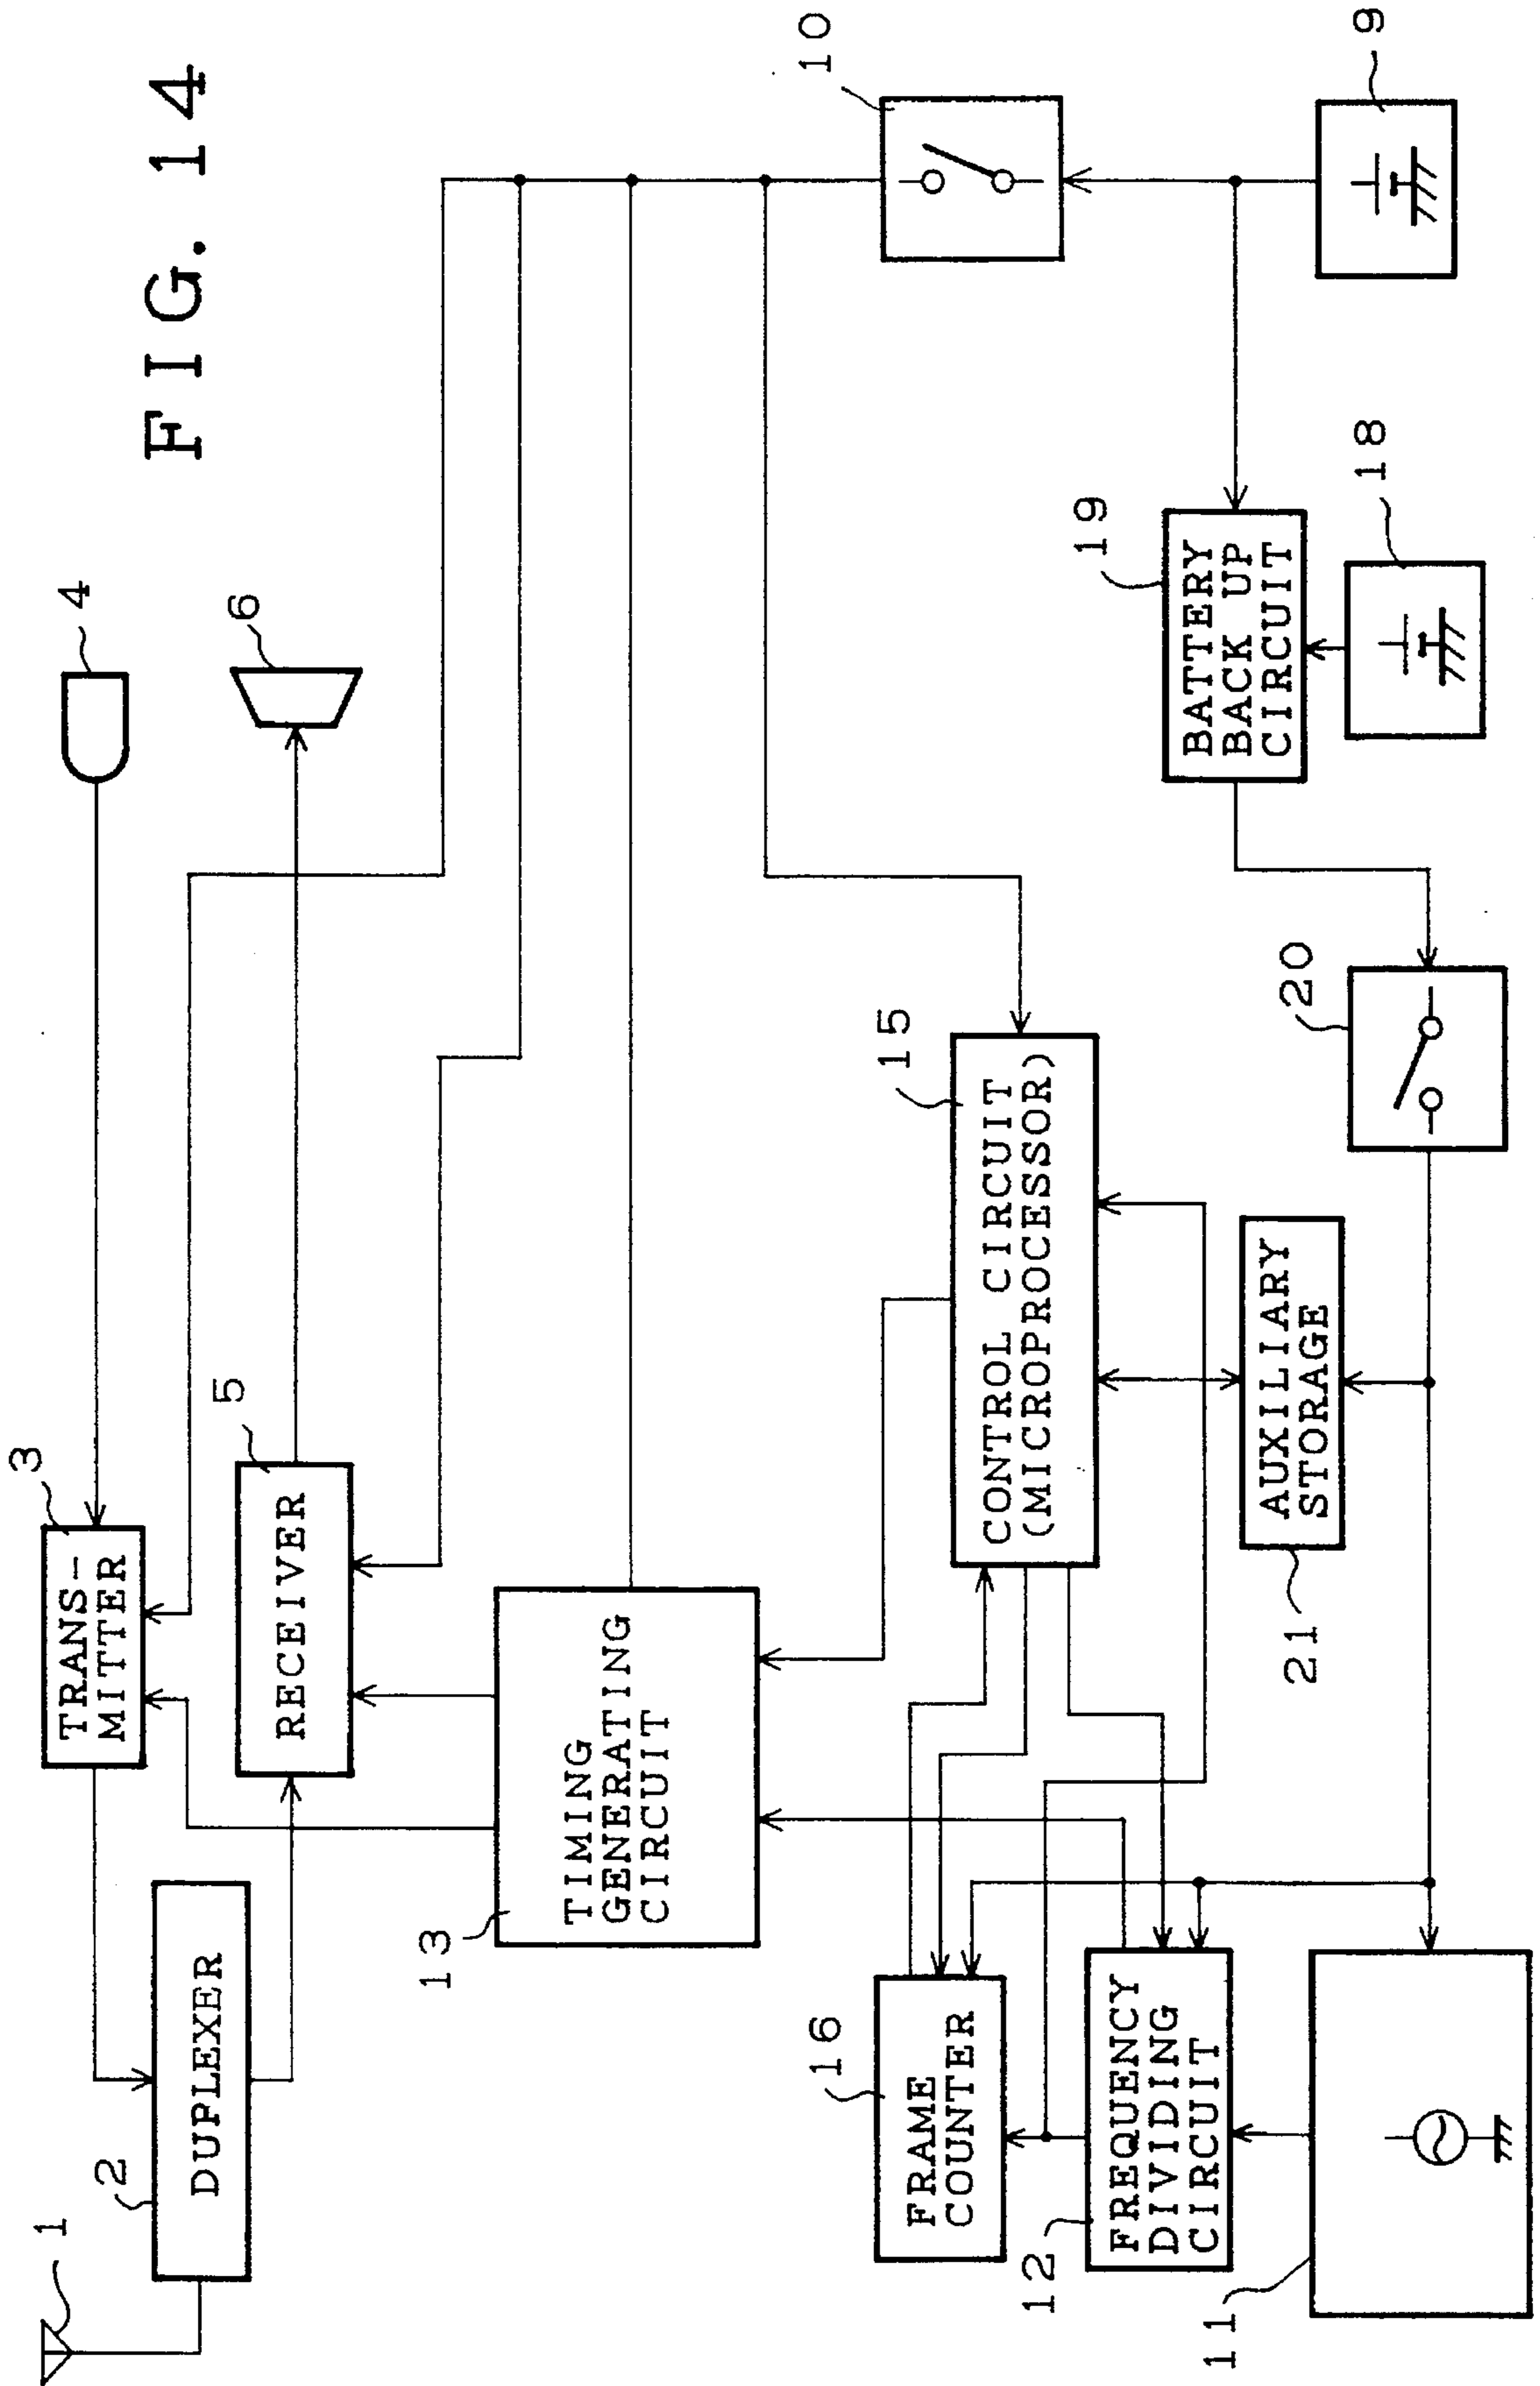 FIG. 14
1
2
DUPLEXER
3
TRANS-
MITTER
4
5
RECEIVER
6
13
TIMING
GENERATING
CIRCUIT
10
15
CONTROL CIRCUIT
(MICROPROCESSOR)
16
FRAME
COUNTER
12
FREQUENCY
DIVIDING
CIRCUIT
11
21
AUXILIARY
STORAGE
20
19
BATTERY
BACK UP
CIRCUIT
18
9